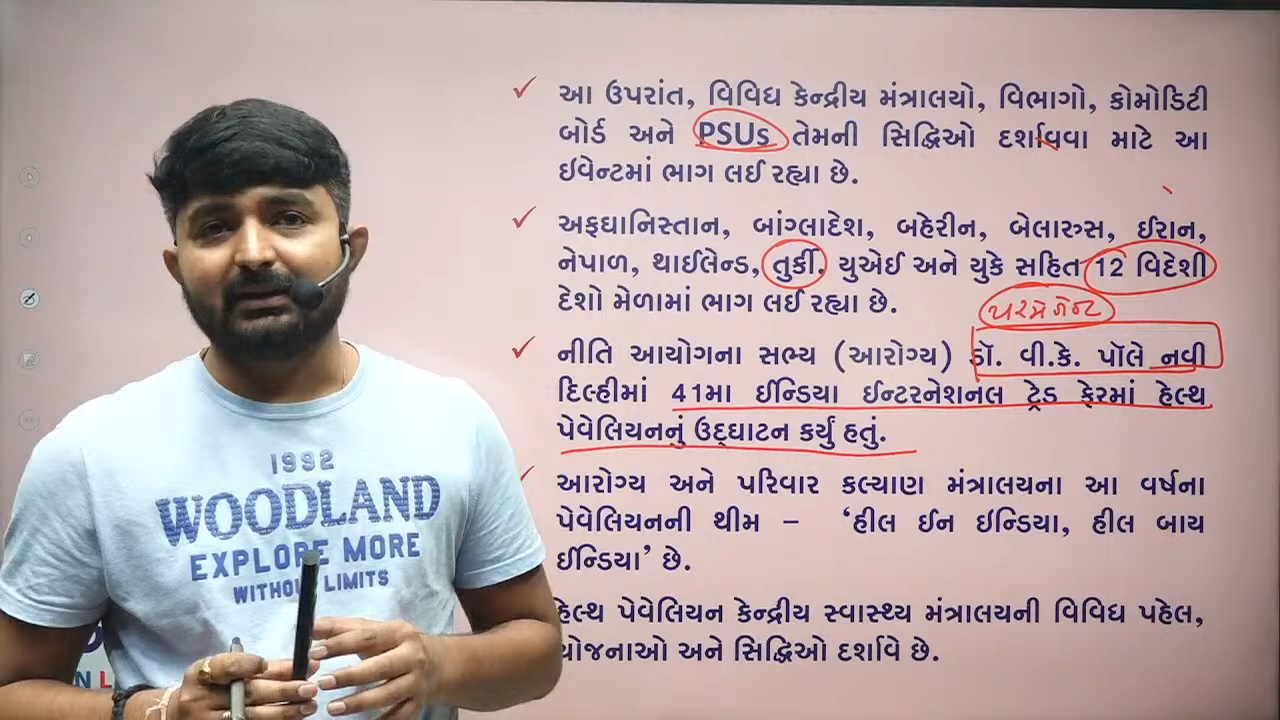 આ ઉપરાંત, વિવિધ કેન્દ્રીય મંત્રાલયો, વિભાગો, કોમોડિટી
બોર્ડ અને PSUs તેમની સિદ્ધિઓ દર્શાવવા માટે આ
ઇવેન્ટમાં ભાગ લઈ રહ્યા છે.
અફઘાનિસ્તાન, બાંગ્લાદેશ, બહેરીન, બેલારુસ, ઈરાન,
નેપાળ, થાઈલેન્ડ, તુર્કી, યુએઈ અને યુકે સહિત 12 વિદેશી
દેશો મેળામાં ભાગ લઈ રહ્યા છે.
પરમેનેન્ટ
નીતિ આયોગના સભ્ય (આરોગ્ય) ડૉ. વી.કે. પૉલે નવી
દિલ્હીમાં 41મા ઈન્ડિયા ઈન્ટરનેશનલ ટ્રેડ ફેરમાં હેલ્થ
પેવેલિયનનું ઉદ્‌ઘાટન કર્યું હતું.
આરોગ્ય અને પરિવાર કલ્યાણ મંત્રાલયના આ વર્ષના
પેવેલિયનની થીમ – ‘હીલ ઈન ઇન્ડિયા, હીલ બાય
ઈન્ડિયા’ છે.
હેલ્થ પેવેલિયન કેન્દ્રીય સ્વાસ્થ્ય મંત્રાલયની વિવિધ પહેલ,
યોજનાઓ અને સિદ્ધિઓ દર્શાવે છે.
1992
WOODLAND
EXPLORE MORE
WITHOUT LIMITS